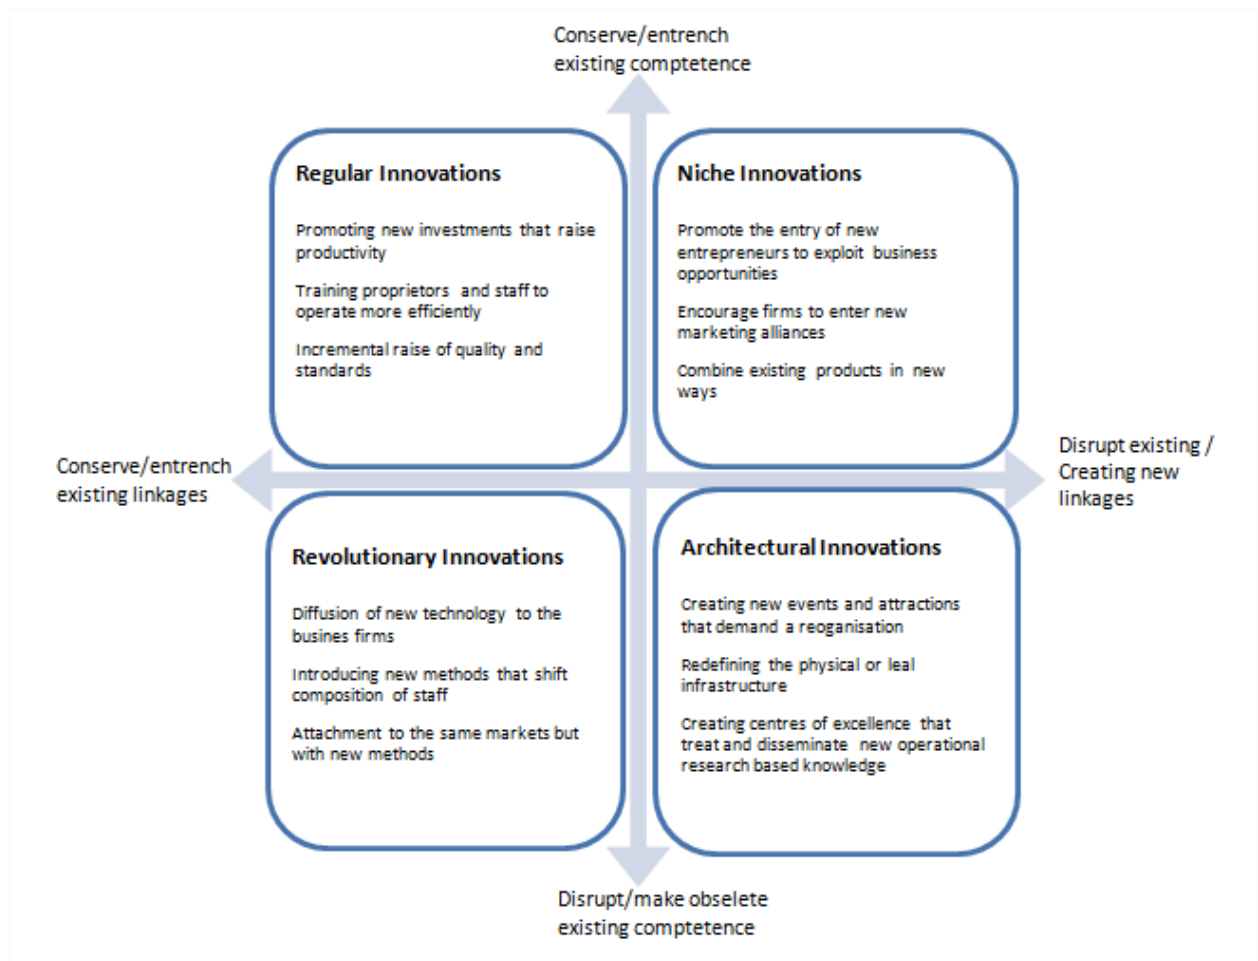 Conserve/entrench
existing comptetence
Regular Innovations
Promoting new investments that raise
productivity
Training proprietors and staff to
operate more efficiently
Incremental raise of quality and
standards
Niche Innovations
Promote the entry of new
entrepreneurs to exploit business
opportunities
Encourage firms to enter new
marketing alliances
Combine existing products in new
ways
Conserve/entrench
existing linkages
Disrupt existing /
Creating new
linkages
Revolutionary Innovations
Diffusion of new technology to the
busines firms
Introducing new methods that shift
composition of staff
Attachment to the same markets but
with new methods
Architectural Innovations
Creating new events and attractions
that demand a reoganisation
Redefining the physical or leal
infrastructure
Creating centres of excellence that
treat and disseminate new operational
research based knowledge
Disrupt/make obselete
existing comptetence